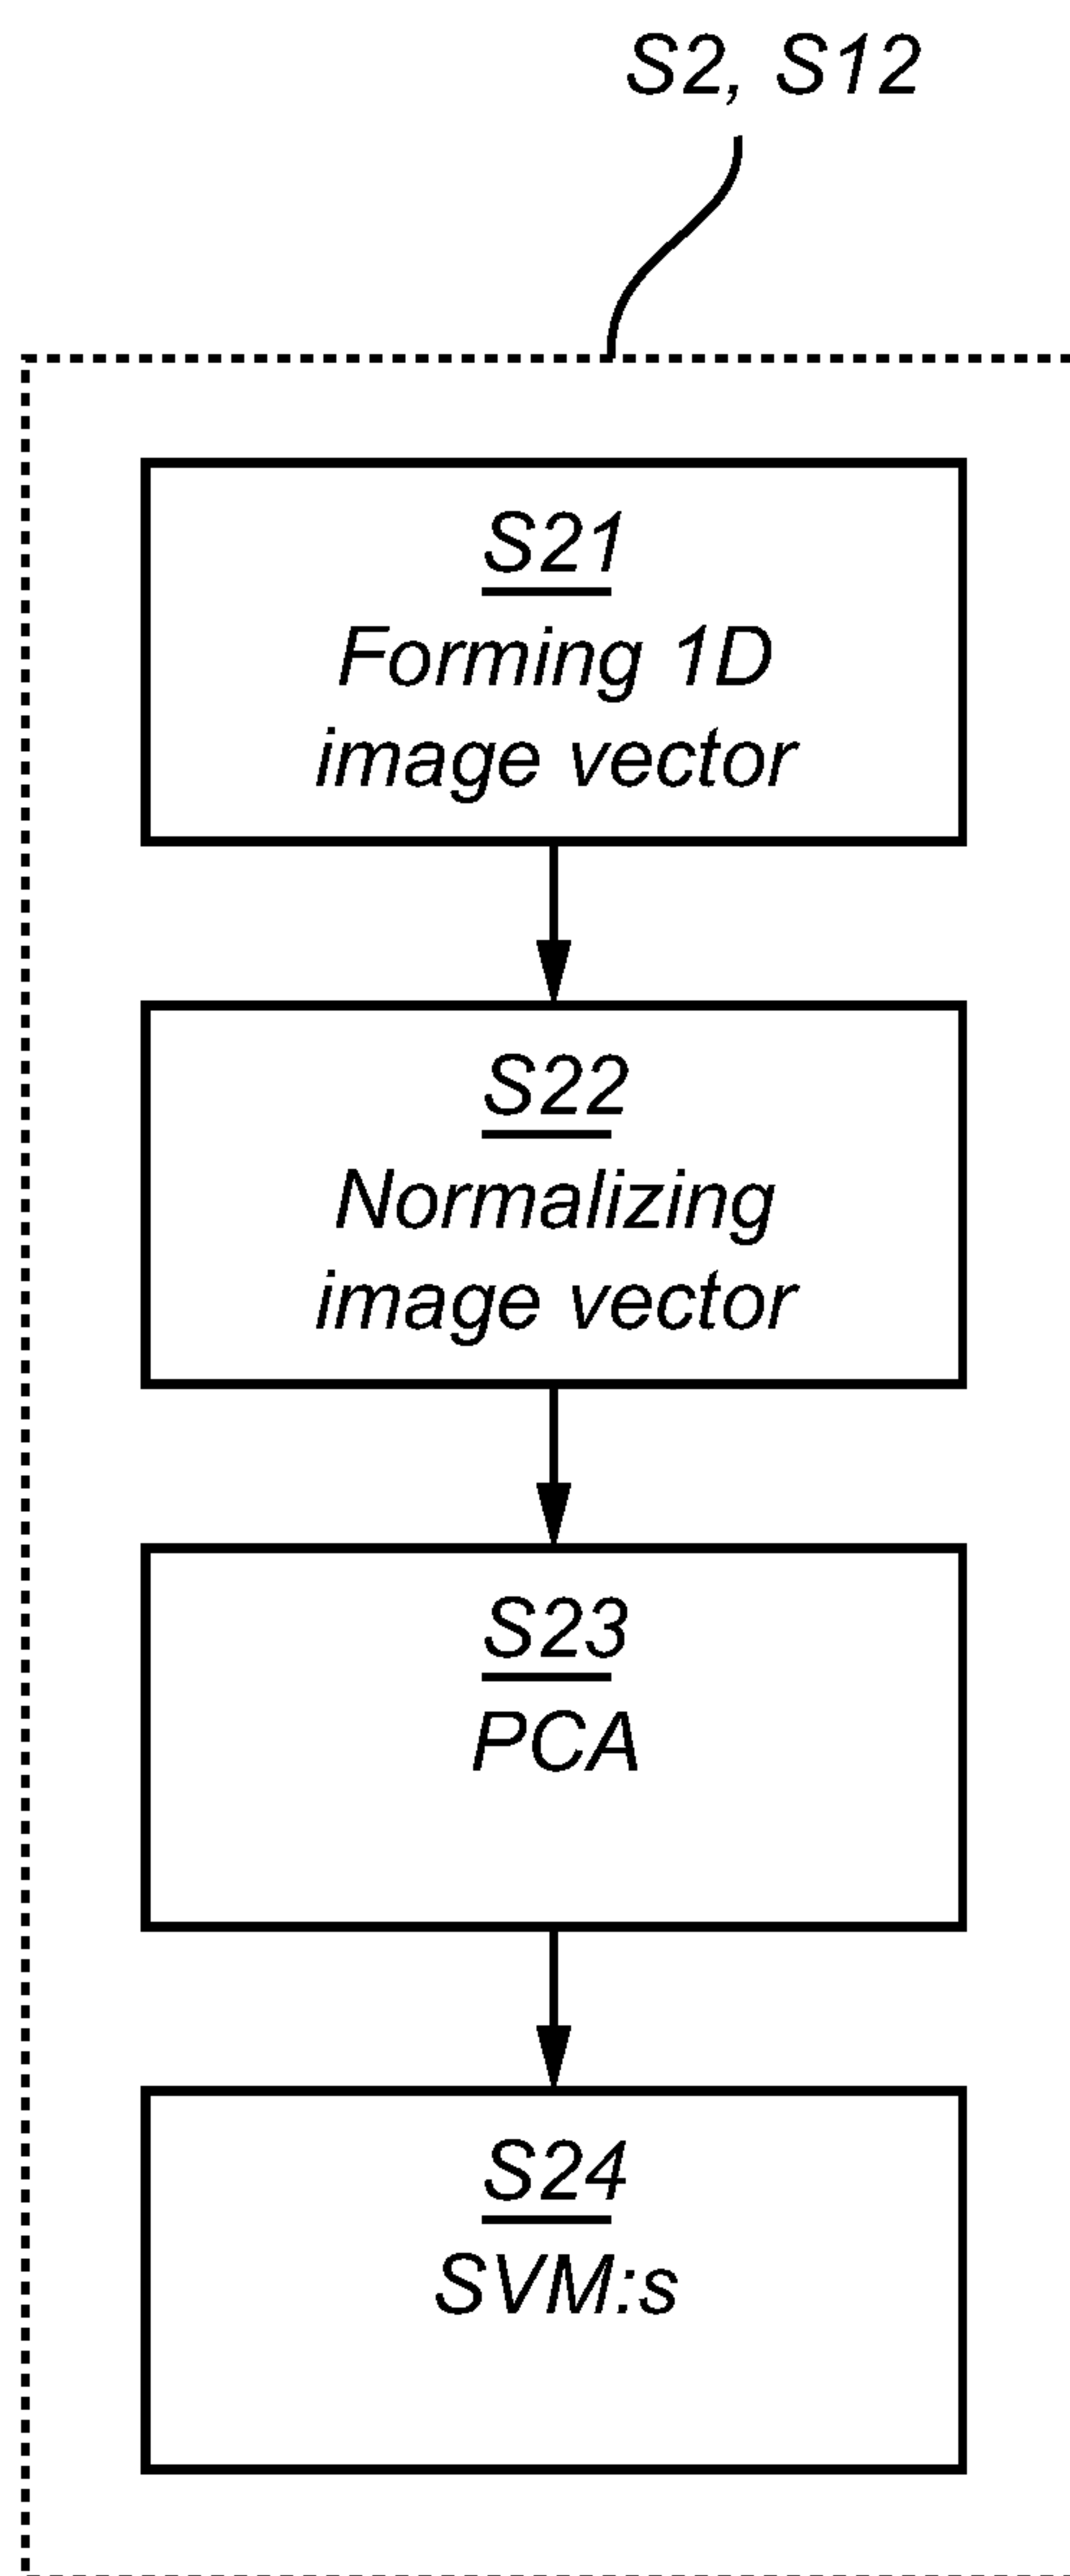 S2, S12
S21
Forming 1D
image vector
S22
Normalizing
image vector
S23
PCA
S24
SVM:s